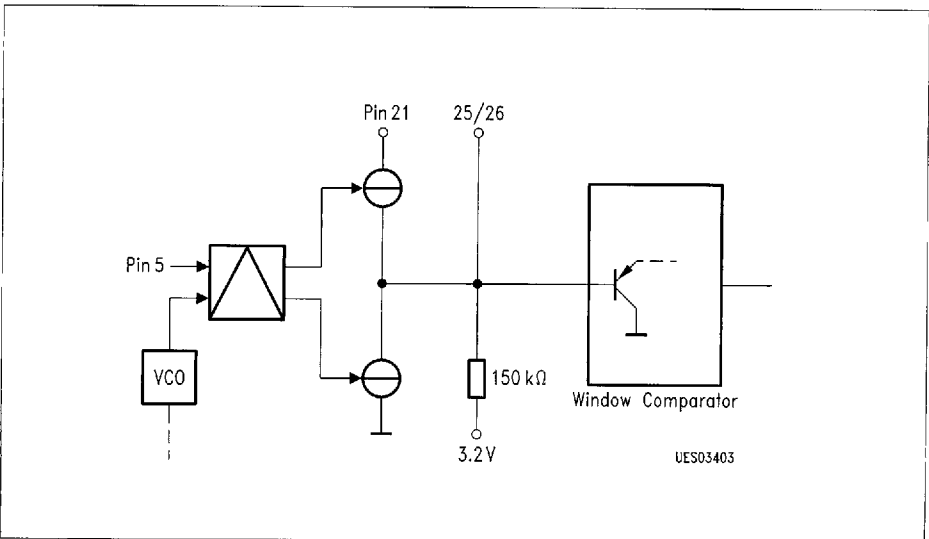 Pin 21
25/26
Pin 5
VCO
150 kΩ
Window Comparator
3.2 V
UES03403